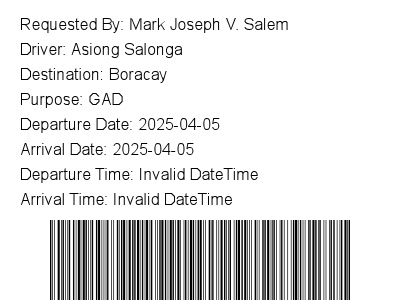 Requested By: Mark Joseph V. Salem
Driver: Asiong Salonga
Destination: Boracay
Purpose: GAD
Departure Date: 2025-04-05
Arrival Date: 2025-04-05
Departure Time: Invalid DateTime
Arrival Time: Invalid DateTime